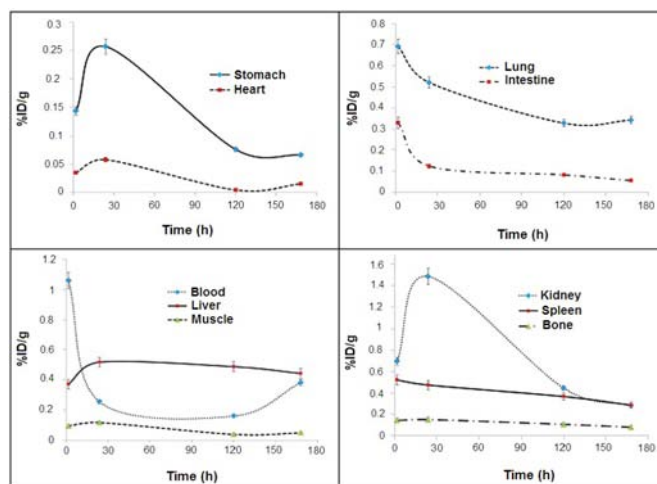 %ID/g
0.3
0.25
0.2
0.15
0.1
0.05
0
Stomach
Heart
0 30 60 90 120 150 180
Time (h)
%ID/g
0.8
0.7
0.6
0.5
0.4
0.3
0.2
0.1
0
Lung
Intestine
0 30 60 90 120 150 180
Time (h)
%ID/g
1.2
1
0.8
0.6
0.4
0.2
0
Blood
Liver
Muscle
0 30 60 90 120 150 180
Time (h)
%ID/g
1.6
1.4
1.2
1
0.8
0.6
0.4
0.2
0
Kidney
Spleen
Bone
0 30 60 90 120 150 180
Time (h)